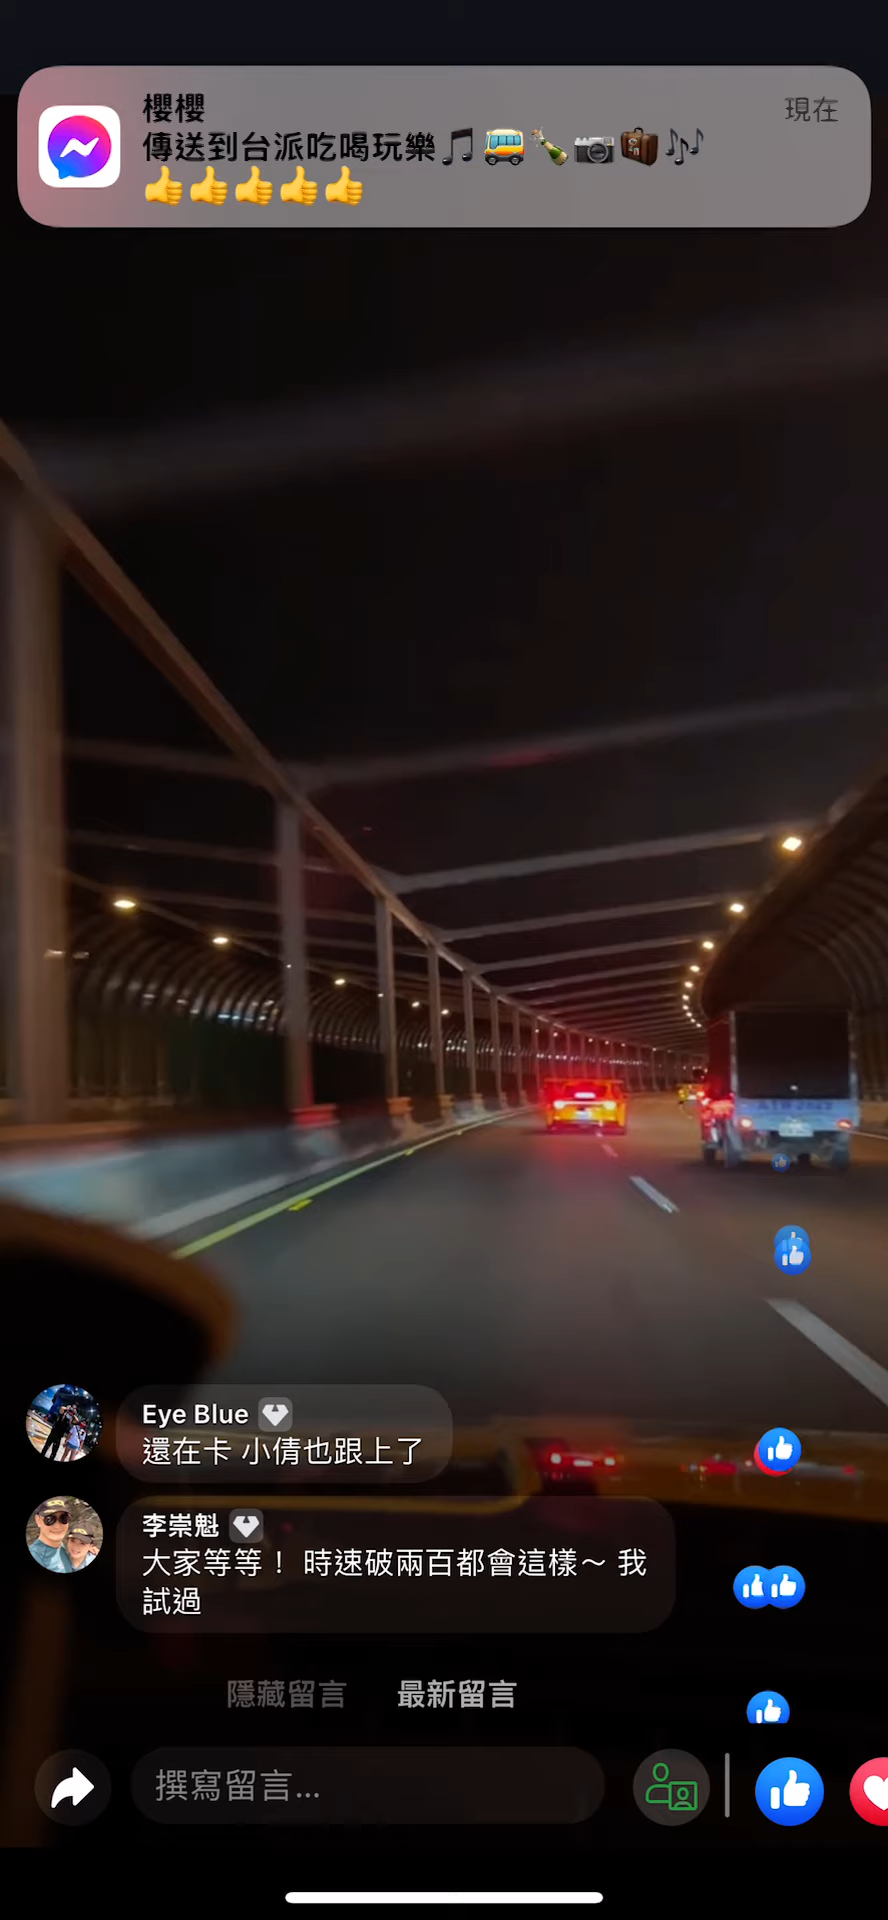 櫻櫻
現在
傳送到台派吃喝玩樂🎵🚌🍾📷🧳🎶
👍👍👍👍👍
Eye Blue
還在卡 小倩也跟上了
李崇魁
大家等等！ 時速破兩百都會這樣～ 我
試過
隱藏留言 最新留言
撰寫留言...